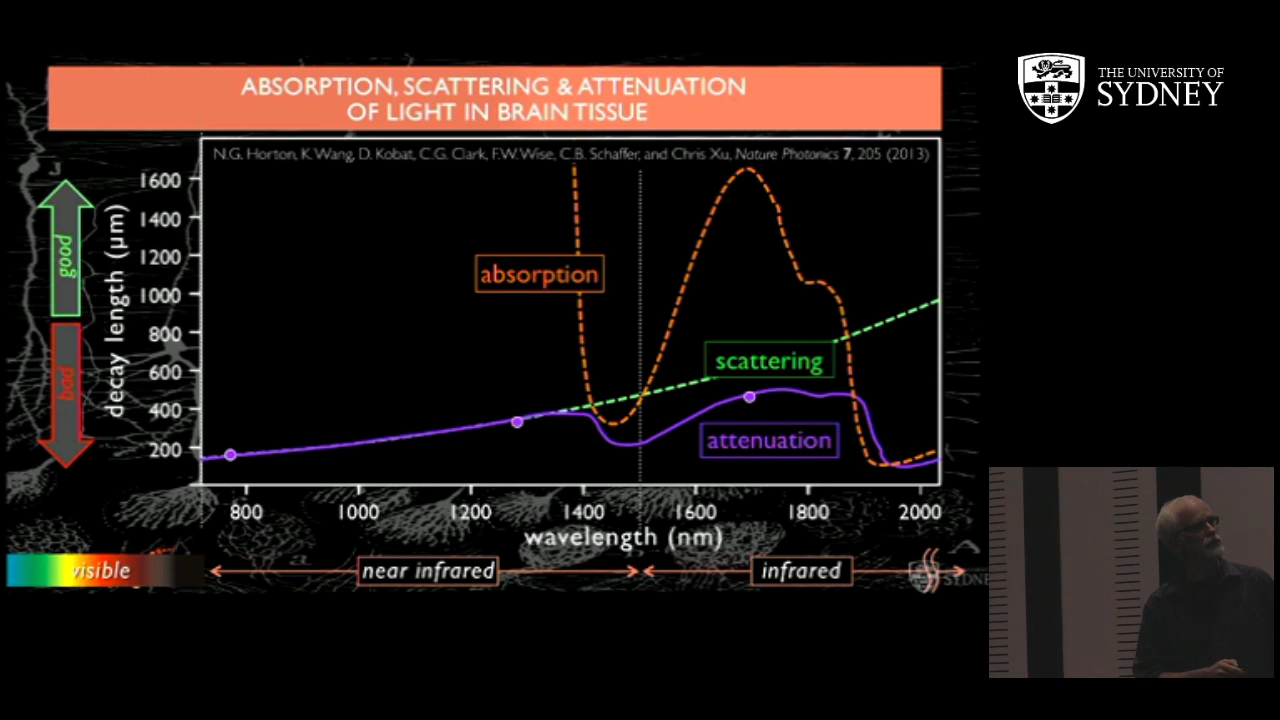 ABSORPTION, SCATTERING & ATTENUATION
OF LIGHT IN BRAIN TISSUE
THE UNIVERSITY OF
SYDNEY
N.G. Horton, K. Wang, D. Kobat, C.G. Clark, F.W. Wise, C.B. Schaffer, and Chris Xu, Nature Photonics 7, 205 (2013)
good
bad
decay length (µm)
1600
1400
1200
1000
800
600
400
200
absorption
scattering
attenuation
800
1000
1200
1400
1600
1800
2000
wavelength (nm)
visible
near infrared
infrared
SYDNE